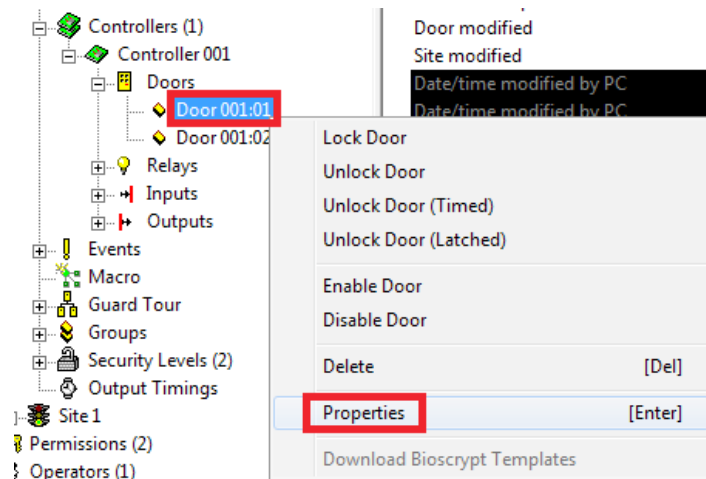 Controllers (1)
Controller 001
Doors
Door 001:01
Door 001:02
Relays
Inputs
Outputs
Events
Macro
Guard Tour
Groups
Security Levels (2)
Output Timings
Site 1
Permissions (2)
Operators (1)
Door modified
Site modified
Date/time modified by PC
Date/time modified by PC
Lock Door
Unlock Door
Unlock Door (Timed)
Unlock Door (Latched)
Enable Door
Disable Door
Delete [Del]
Properties [Enter]
Download Bioscrypt Templates